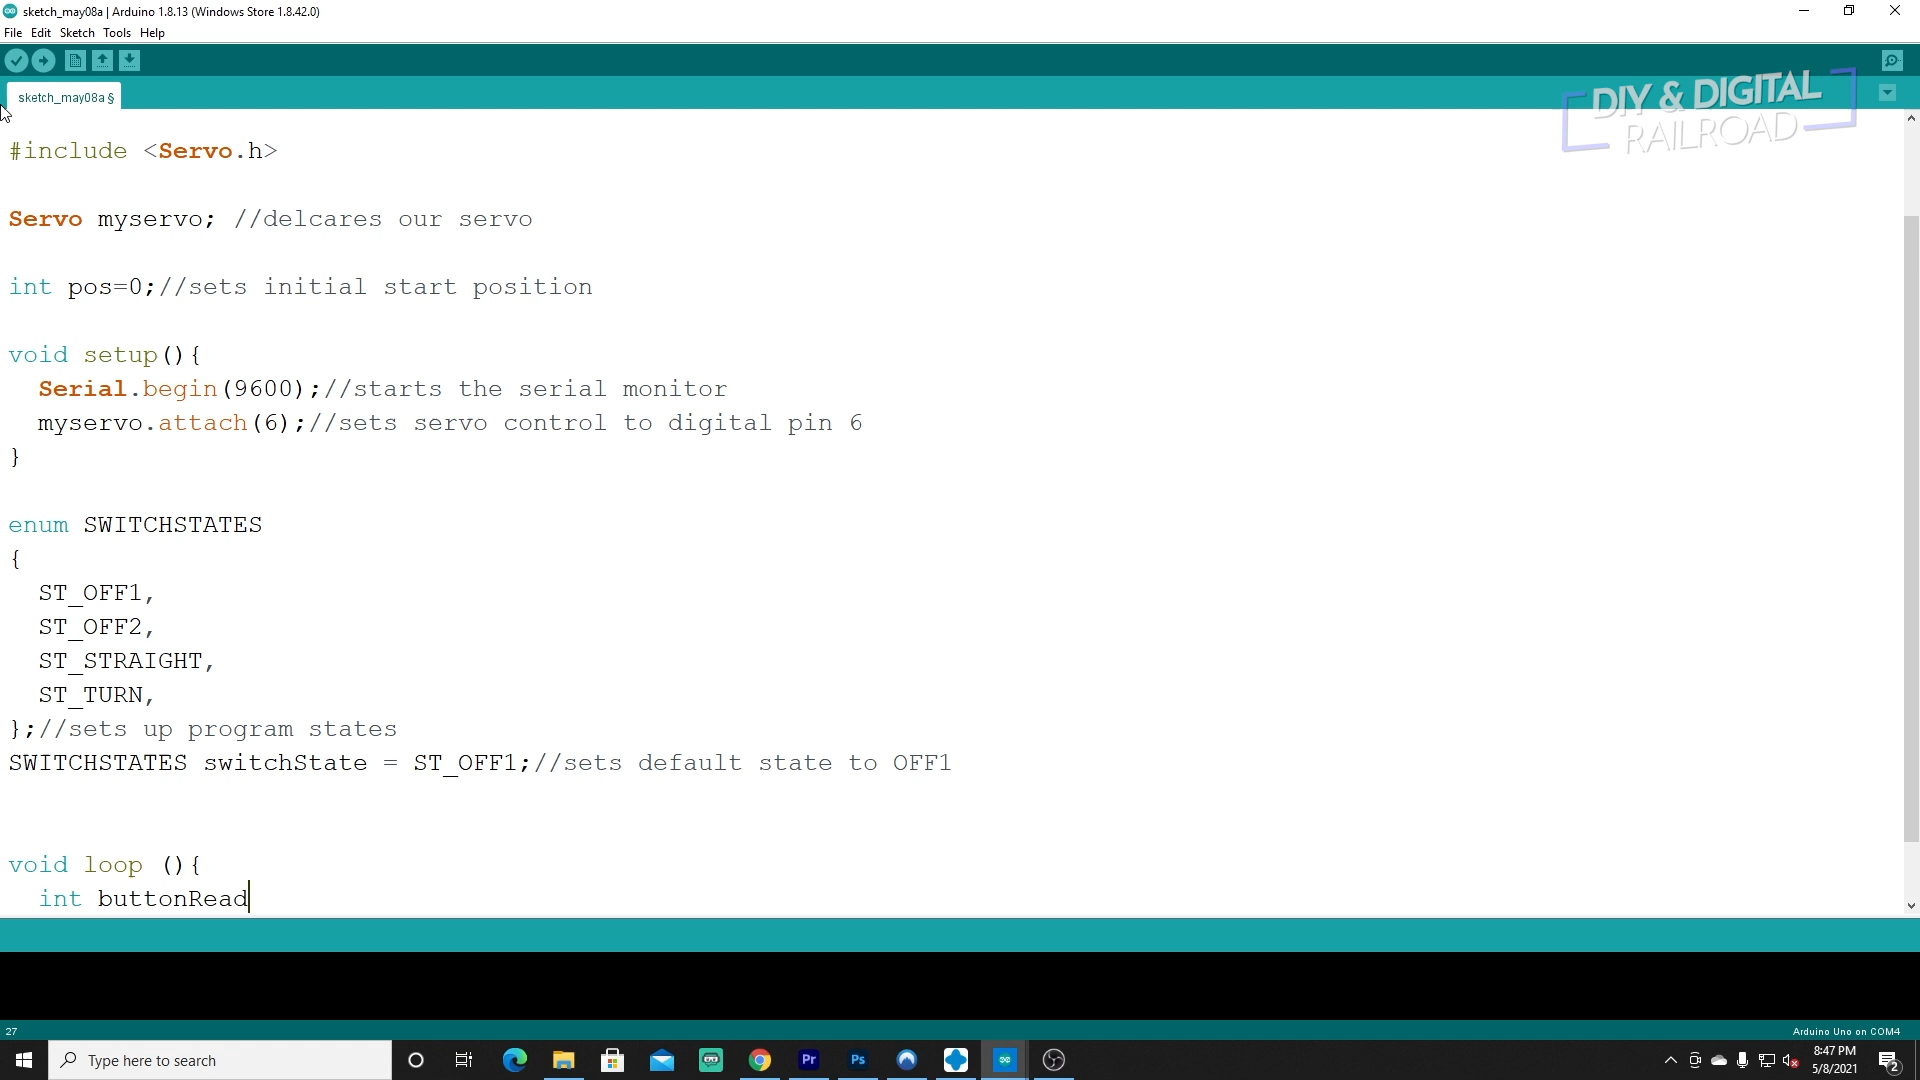 sketch_may08a | Arduino 1.8.13 (Windows Store 1.8.42.0)
File Edit Sketch Tools Help
sketch_may08a §
DIY & DIGITAL
RAILROAD
#include <Servo.h>
Servo myservo; //delcares our servo
int pos=0;//sets initial start position
void setup(){
Serial.begin(9600);//starts the serial monitor
myservo.attach(6);//sets servo control to digital pin 6
}
enum SWITCHSTATES
{
ST_OFF1,
ST_OFF2,
ST_STRAIGHT,
ST_TURN,
};//sets up program states
SWITCHSTATES switchState = ST_OFF1;//sets default state to OFF1
void loop (){
int buttonRead
27
Arduino Uno on COM4
Type here to search
Pr
Ps
8:47 PM
5/8/2021
2